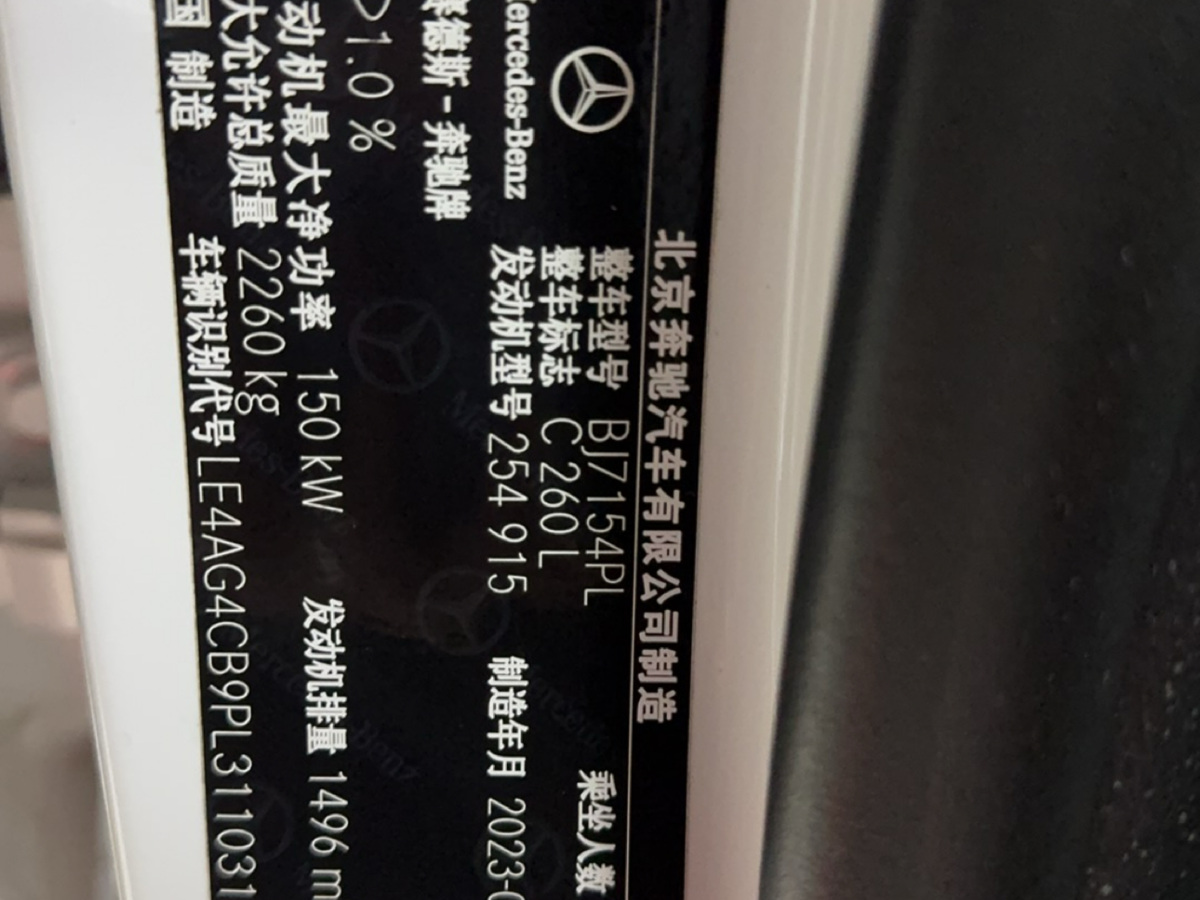 北京奔驰汽车有限公司制造
Mercedes-Benz
整车型号 BJ7154PL 乘坐人数
整车标志 C 260 L
发动机型号 254 915 制造年月 2023-
德斯-奔驰牌
>1.0 %
动机最大净功率 150 kW 发动机排量 1496 m
大允许总质量 2260 kg
国 制造 车辆识别代号 LE4AG4CB9PL311031